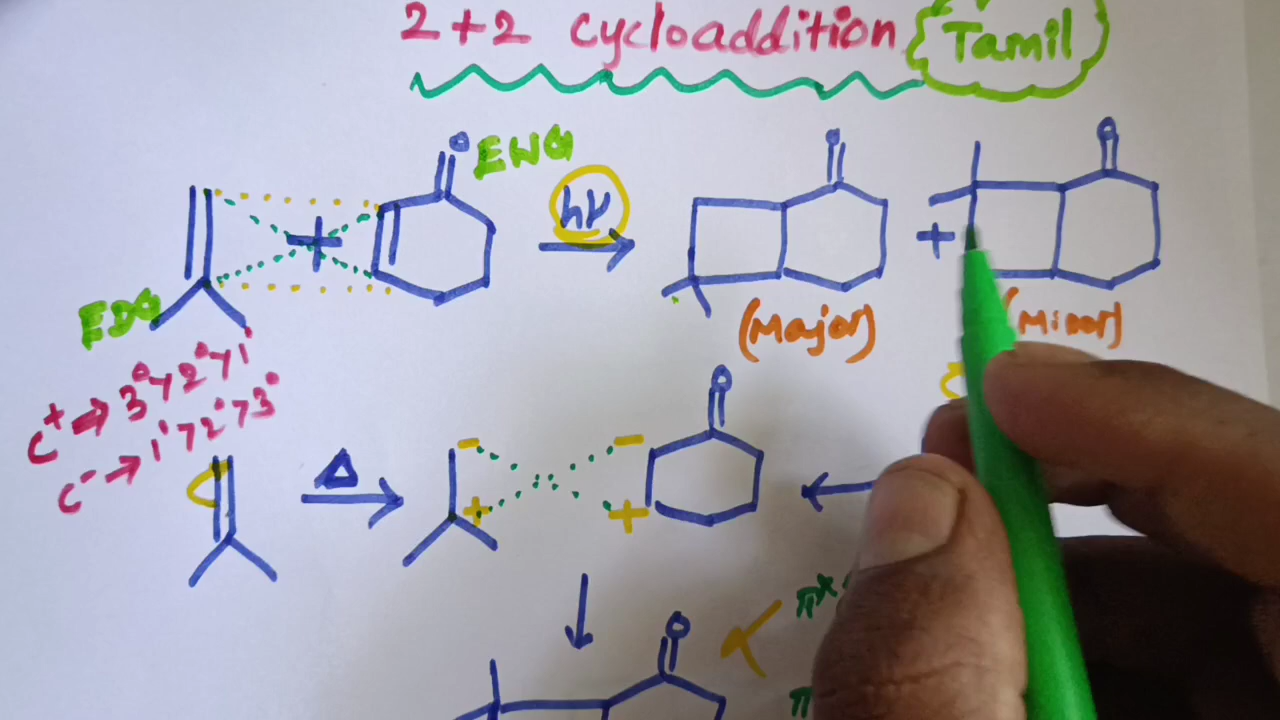 2+2 cycloaddition Tamil
O EWG
O
O
hν
+
+
EDG
(Major)
(Minor)
C⁺ → 3°>2°>1°
C⁻ → 1°>2°>3°
O
Δ
- -
+ +
π*
O
π